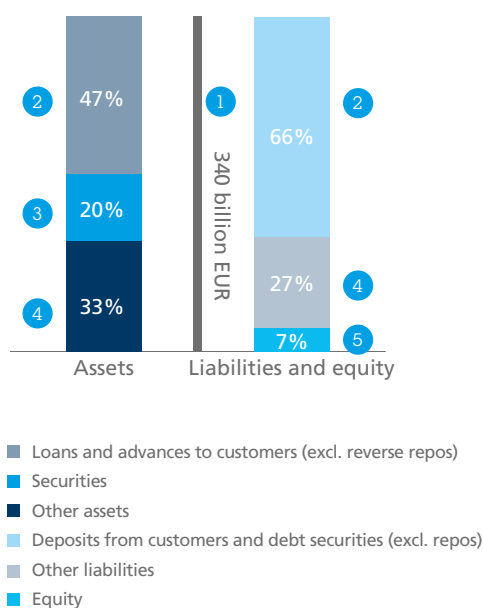 2
47%
1
2
66%
3
20%
340 billion EUR
4
33%
27%
4
7%
5
Assets
Liabilities and equity
Loans and advances to customers (excl. reverse repos)
Securities
Other assets
Deposits from customers and debt securities (excl. repos)
Other liabilities
Equity